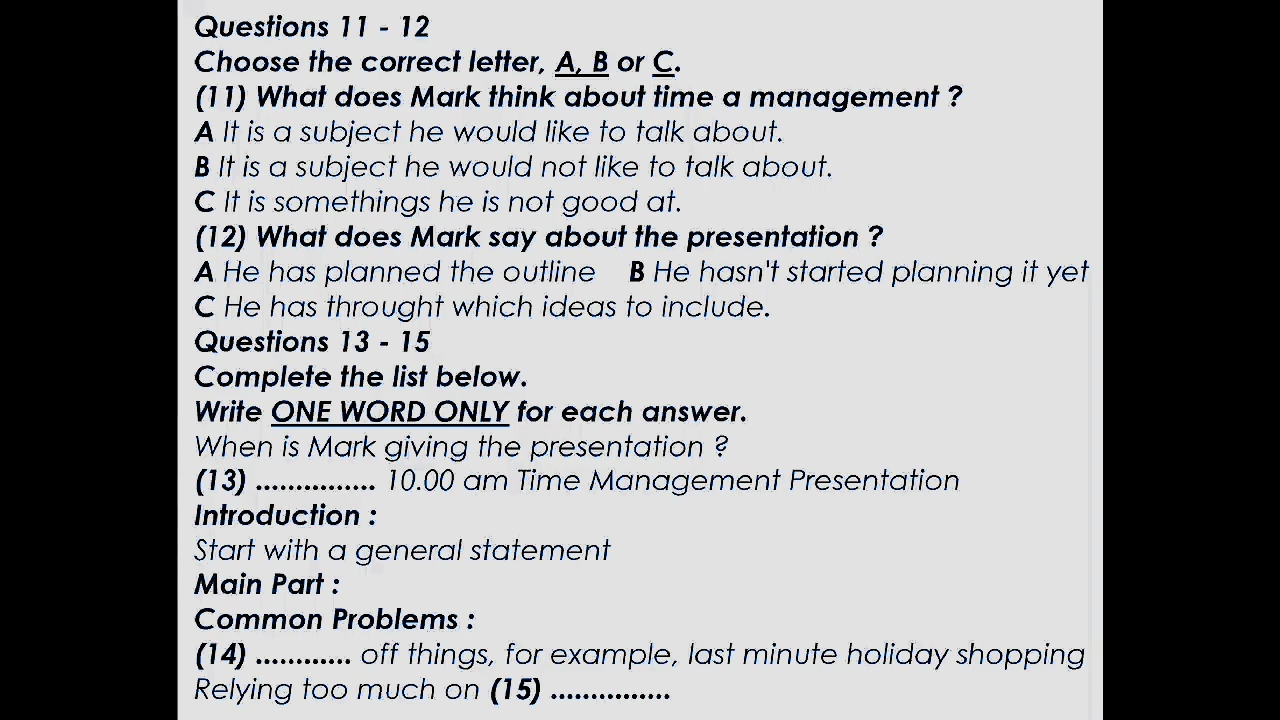 Questions 11 - 12
Choose the correct letter, A, B or C.
(11) What does Mark think about time a management ?
A It is a subject he would like to talk about.
B It is a subject he would not like to talk about.
C It is somethings he is not good at.
(12) What does Mark say about the presentation ?
A He has planned the outline B He hasn't started planning it yet
C He has throught which ideas to include.
Questions 13 - 15
Complete the list below.
Write ONE WORD ONLY for each answer.
When is Mark giving the presentation ?
(13) ............... 10.00 am Time Management Presentation
Introduction :
Start with a general statement
Main Part :
Common Problems :
(14) ............ off things, for example, last minute holiday shopping
Relying too much on (15) ...............